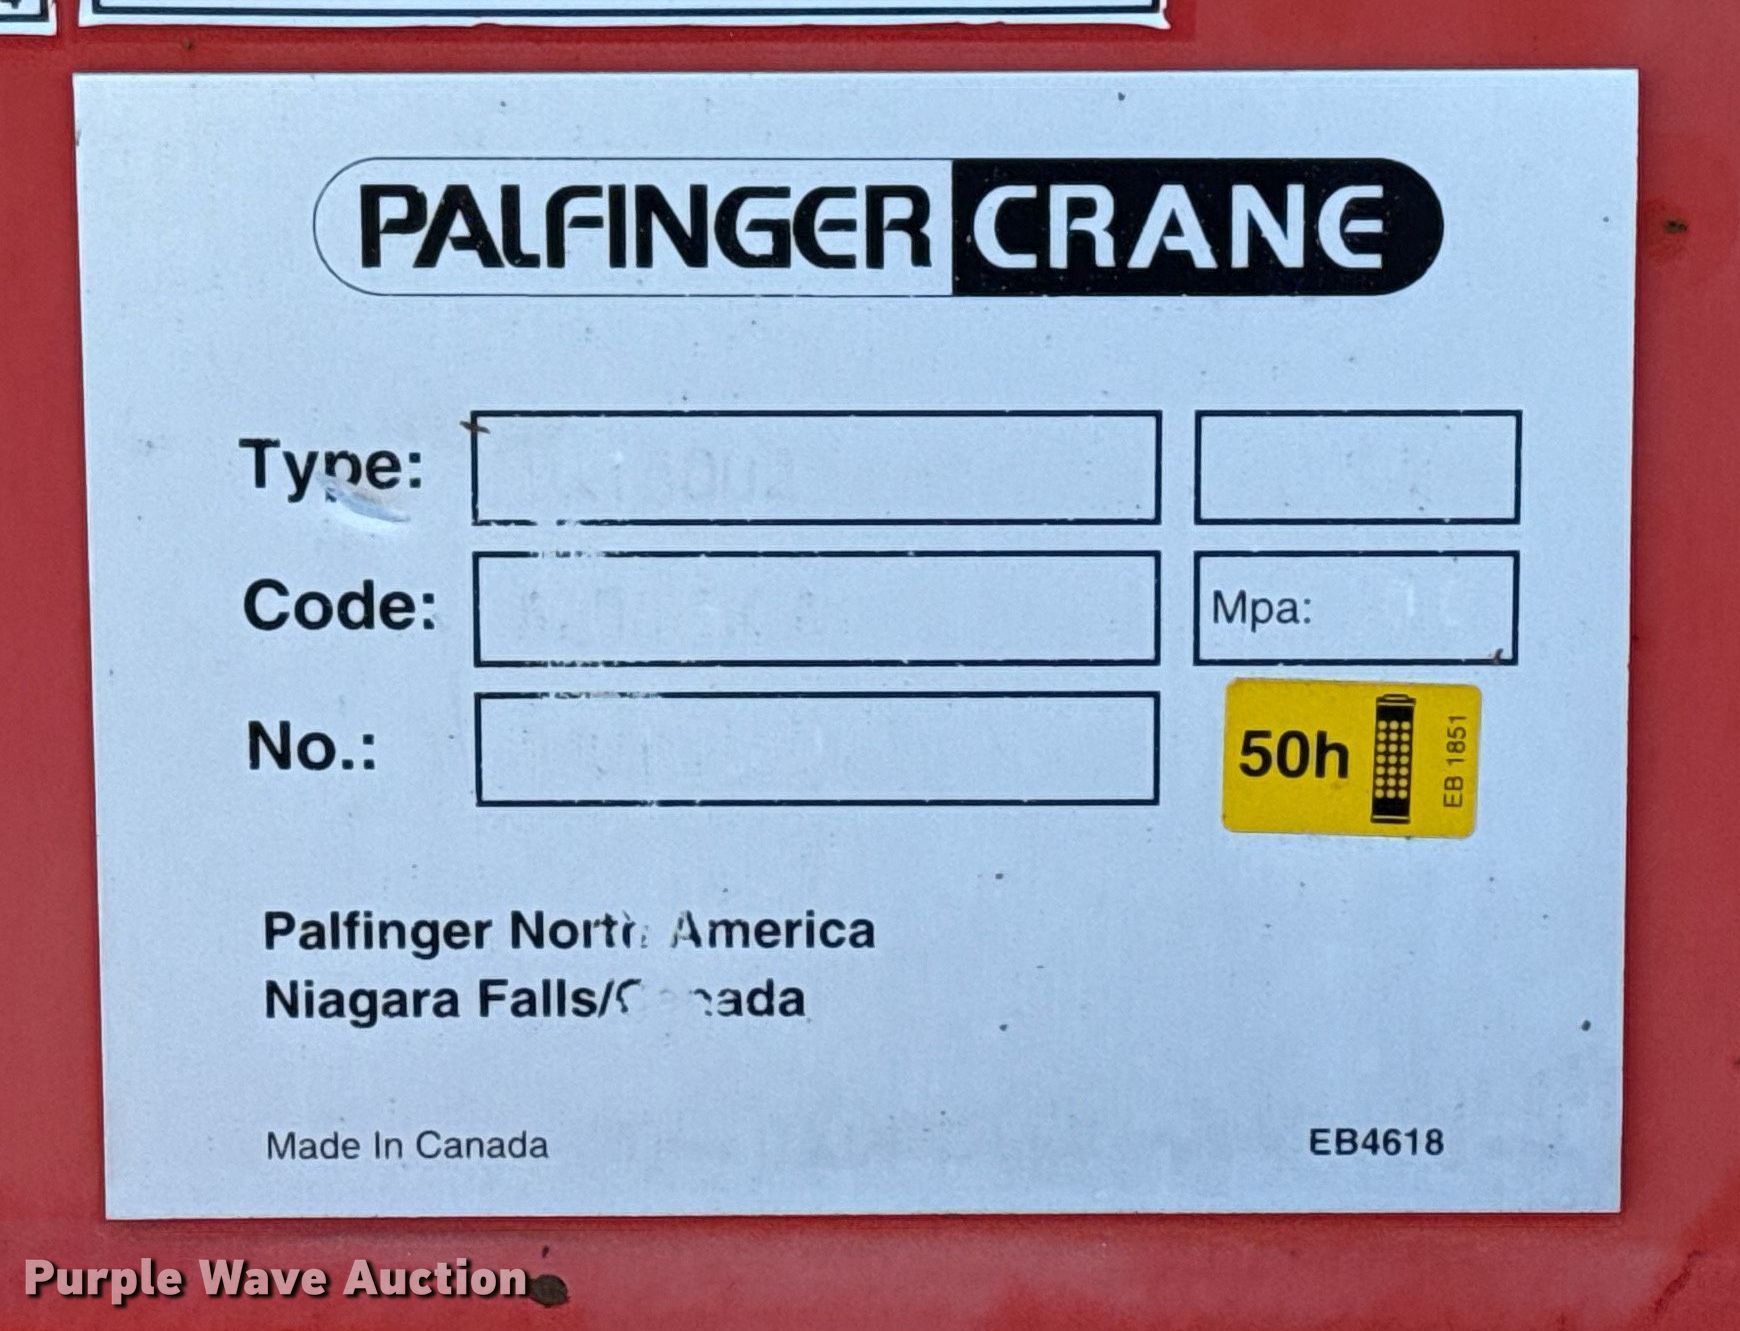 PALFINGER CRANE
Type:
Code:
Mpa:
No.:
50h
EB 1851
Palfinger North America
Niagara Falls/Canada
Made In Canada
EB4618
Purple Wave Auction